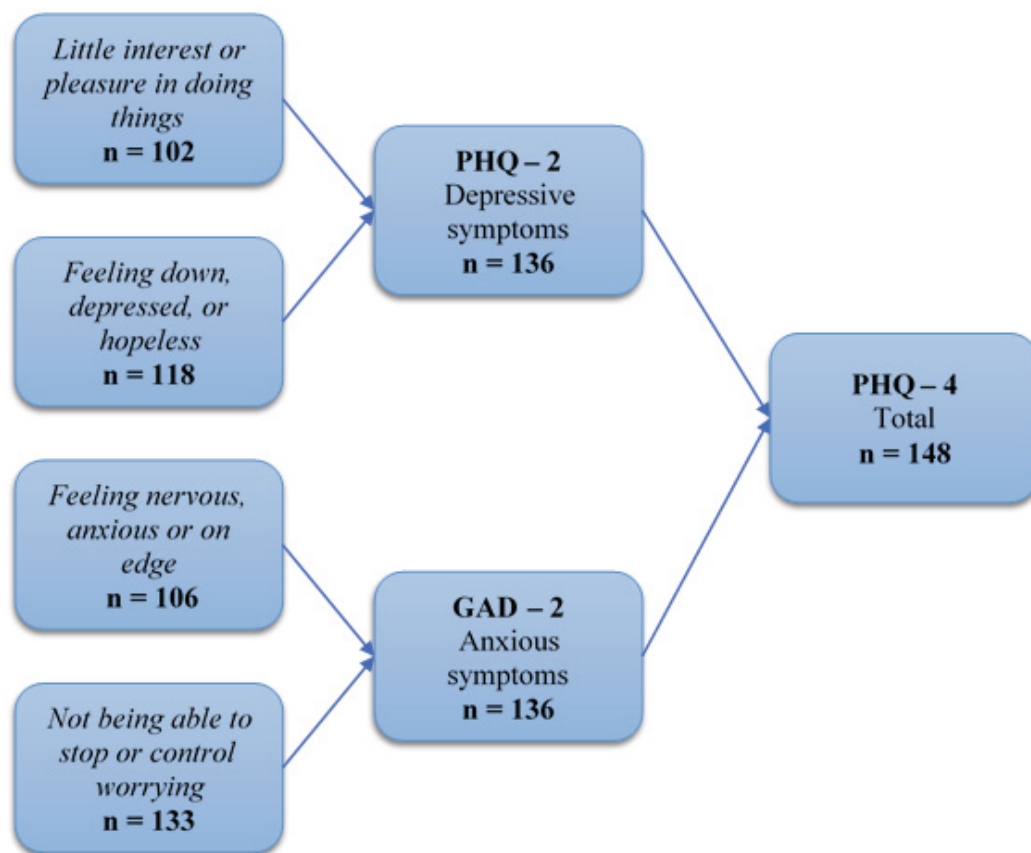 Little interest or
pleasure in doing
things
n = 102
Feeling down,
depressed, or
hopeless
n = 118
Feeling nervous,
anxious or on
edge
n = 106
Not being able to
stop or control
worrying
n = 133
PHQ – 2
Depressive
symptoms
n = 136
GAD – 2
Anxious
symptoms
n = 136
PHQ – 4
Total
n = 148